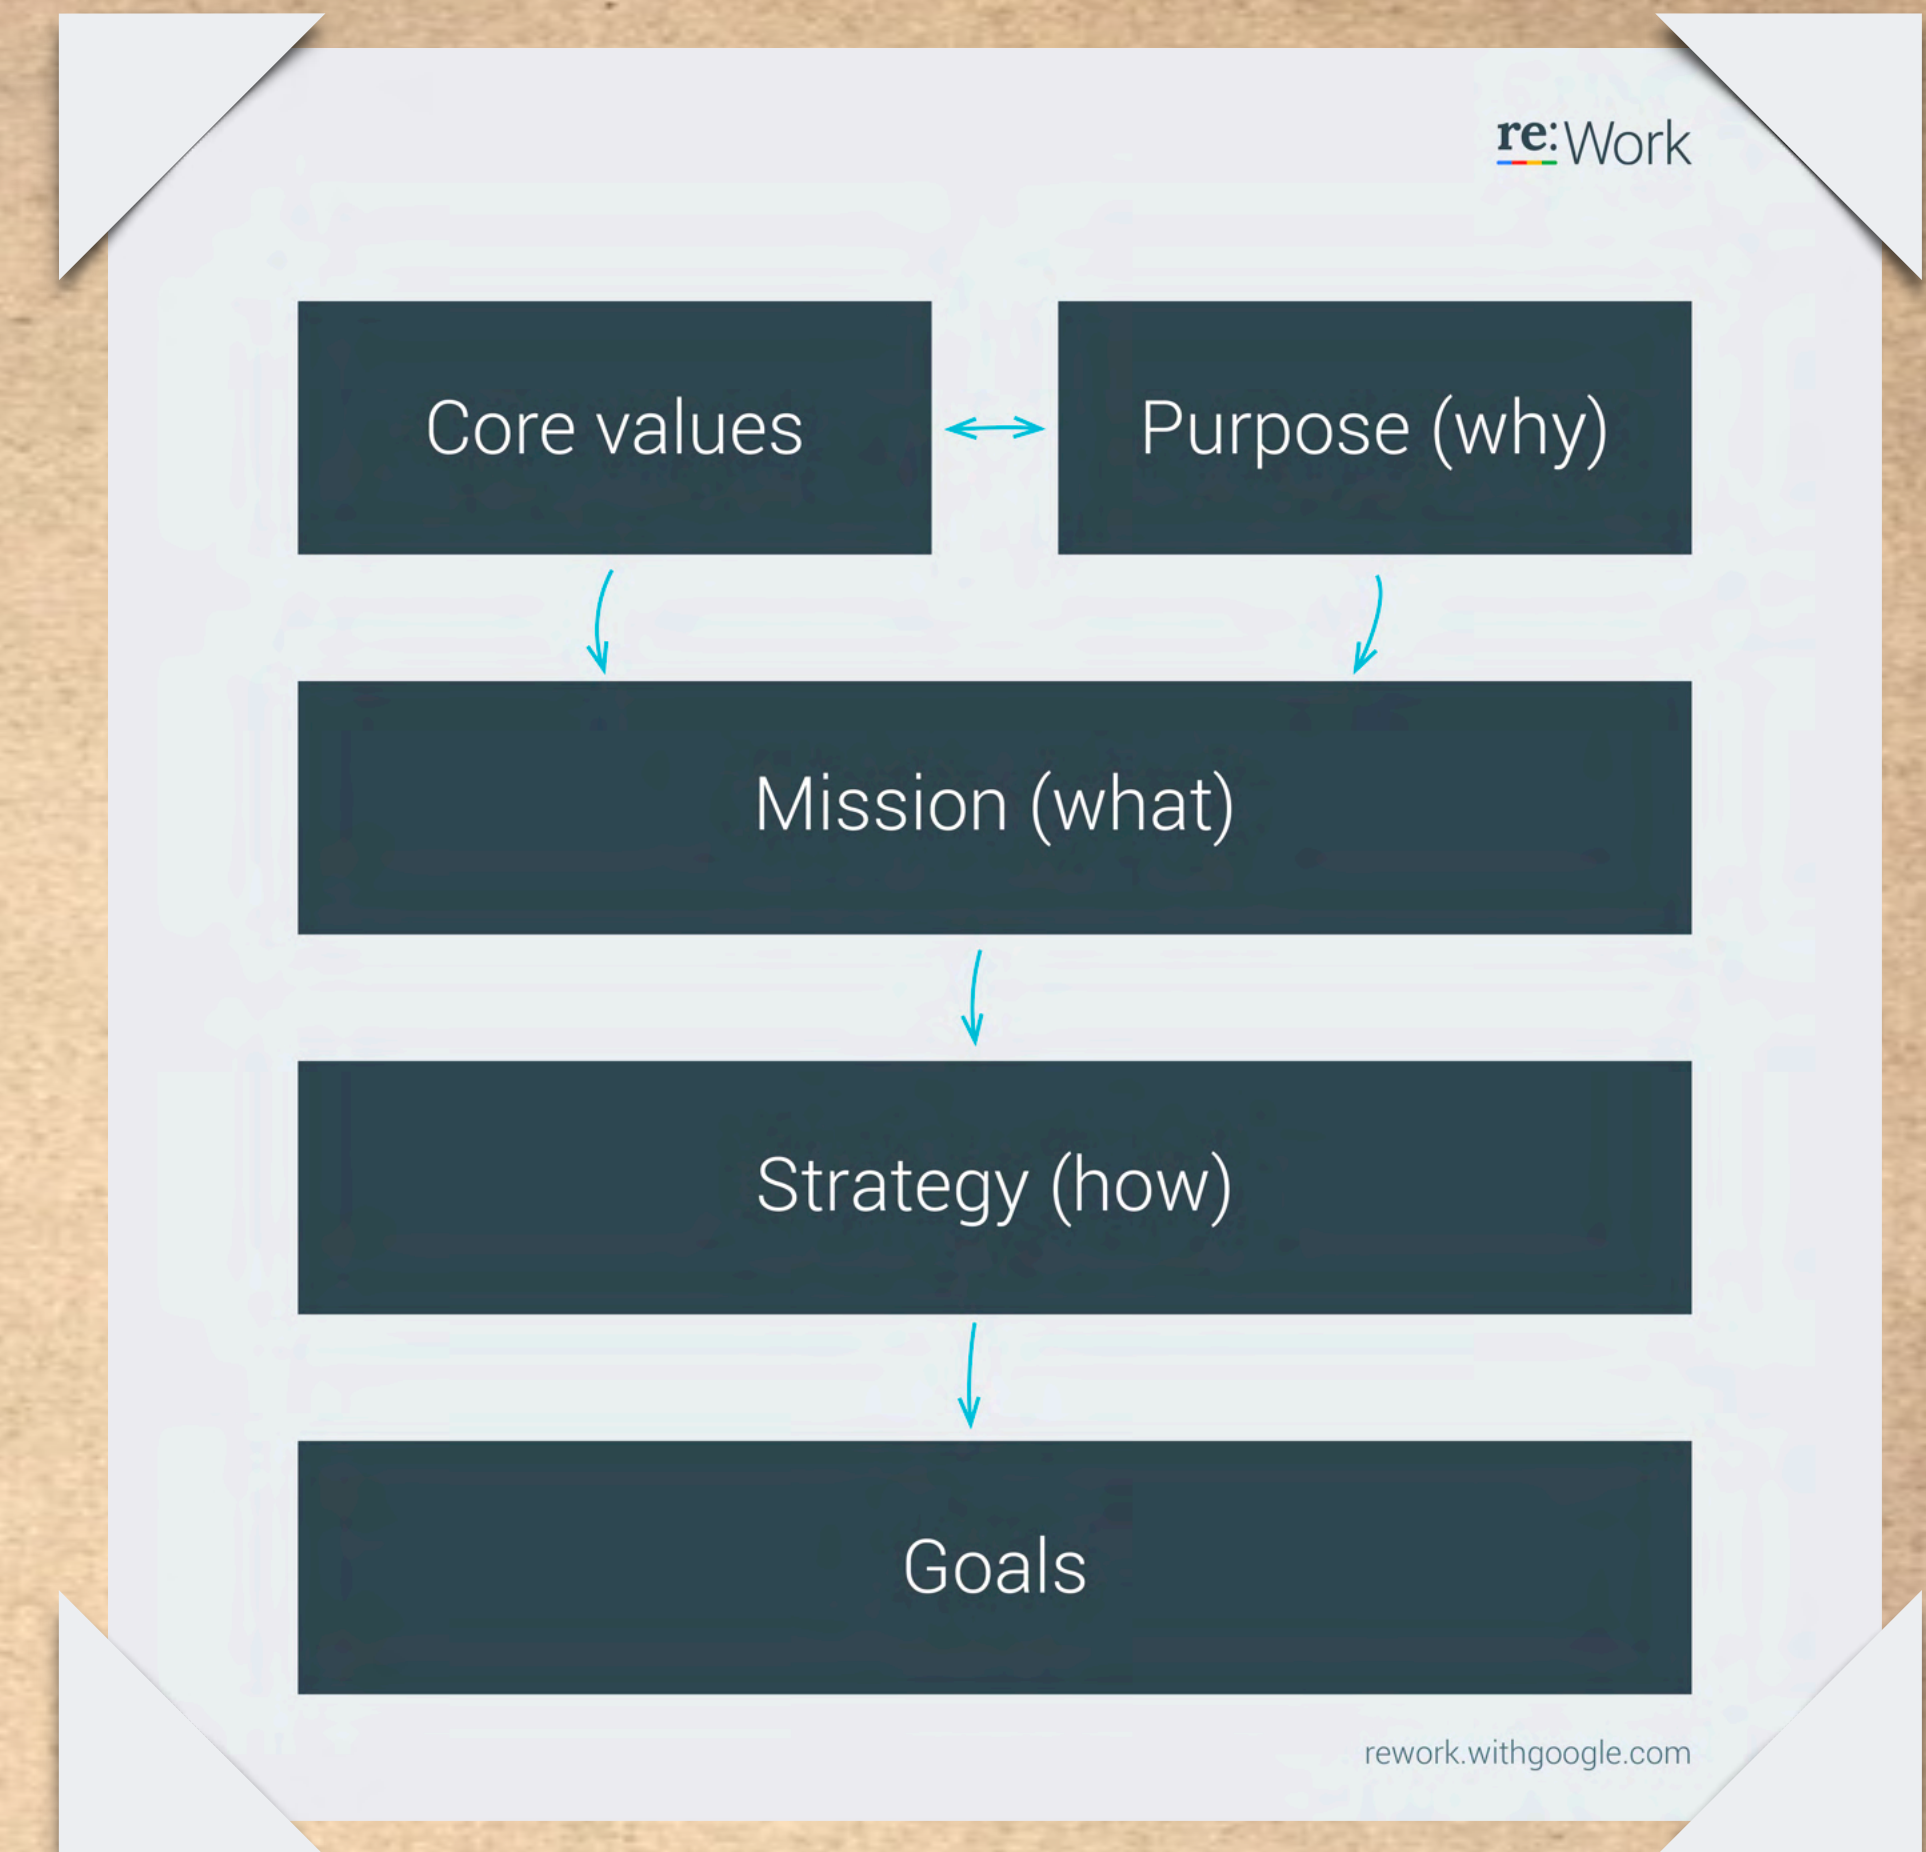 re:Work
Core values
Purpose (why)
Mission (what)
Strategy (how)
Goals
rework.withgoogle.com